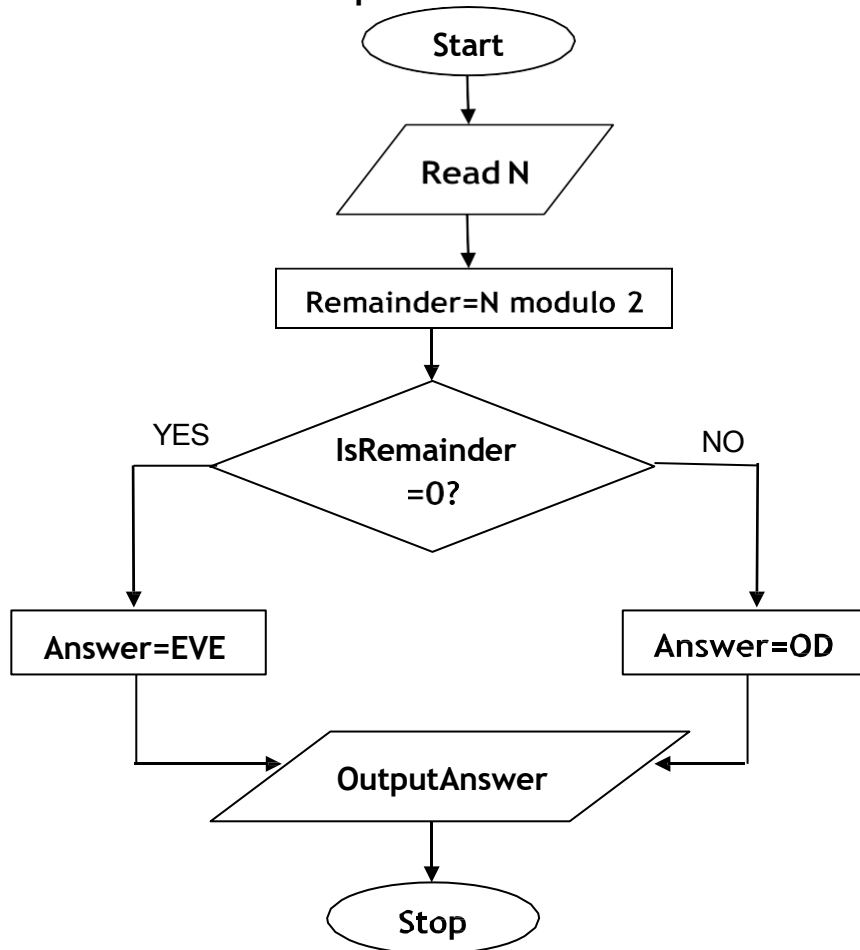 Start
Read N
Remainder=N modulo 2
YES
NO
IsRemainder
=0?
Answer=EVE
Answer=OD
OutputAnswer
Stop